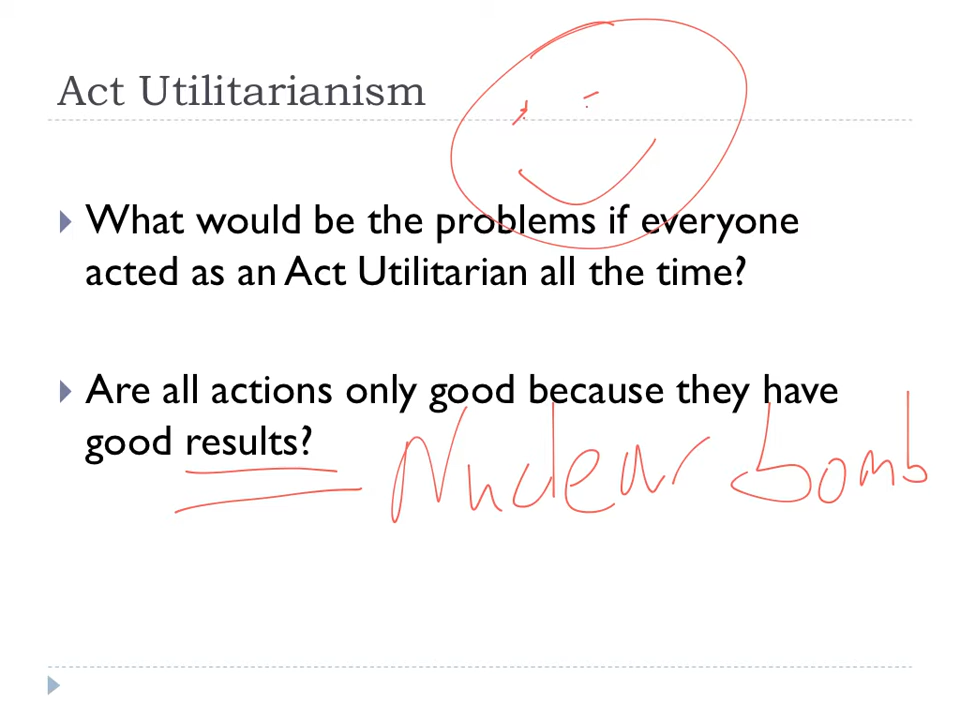 Act Utilitarianism
What would be the problems if everyone
acted as an Act Utilitarian all the time?
Are all actions only good because they have
good results?
Nuclear bomb